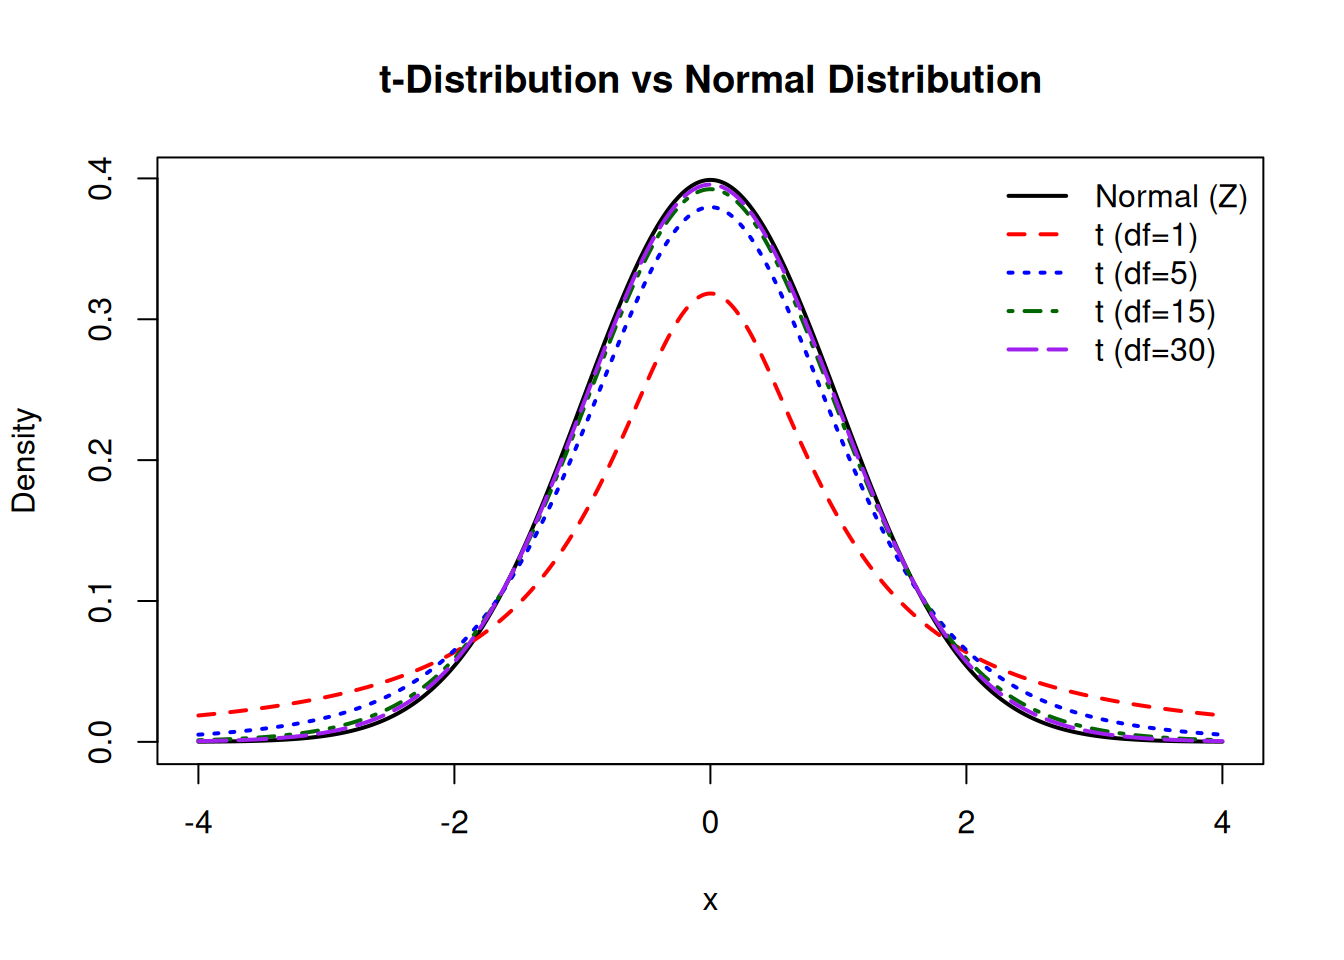 t-Distribution vs Normal Distribution
Normal (Z)
t (df=1)
t (df=5)
t (df=15)
t (df=30)
Density
0.4
0.3
0.2
0.1
0.0
-4 -2 0 2 4
x